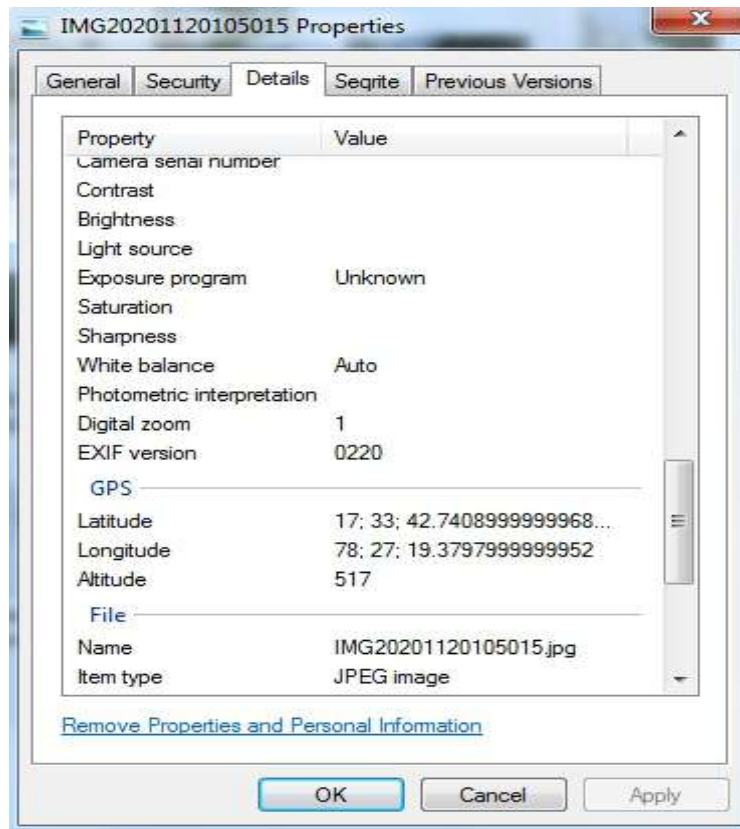 IMG20201120105015 Properties
General Security Details Seqrite Previous Versions
Property Value
Camera serial number
Contrast
Brightness
Light source
Exposure program Unknown
Saturation
Sharpness
White balance Auto
Photometric interpretation
Digital zoom 1
EXIF version 0220
GPS
Latitude 17; 33; 42.7408999999968...
Longitude 78; 27; 19.3797999999952
Altitude 517
File
Name IMG20201120105015.jpg
Item type JPEG image
Remove Properties and Personal Information
OK Cancel Apply